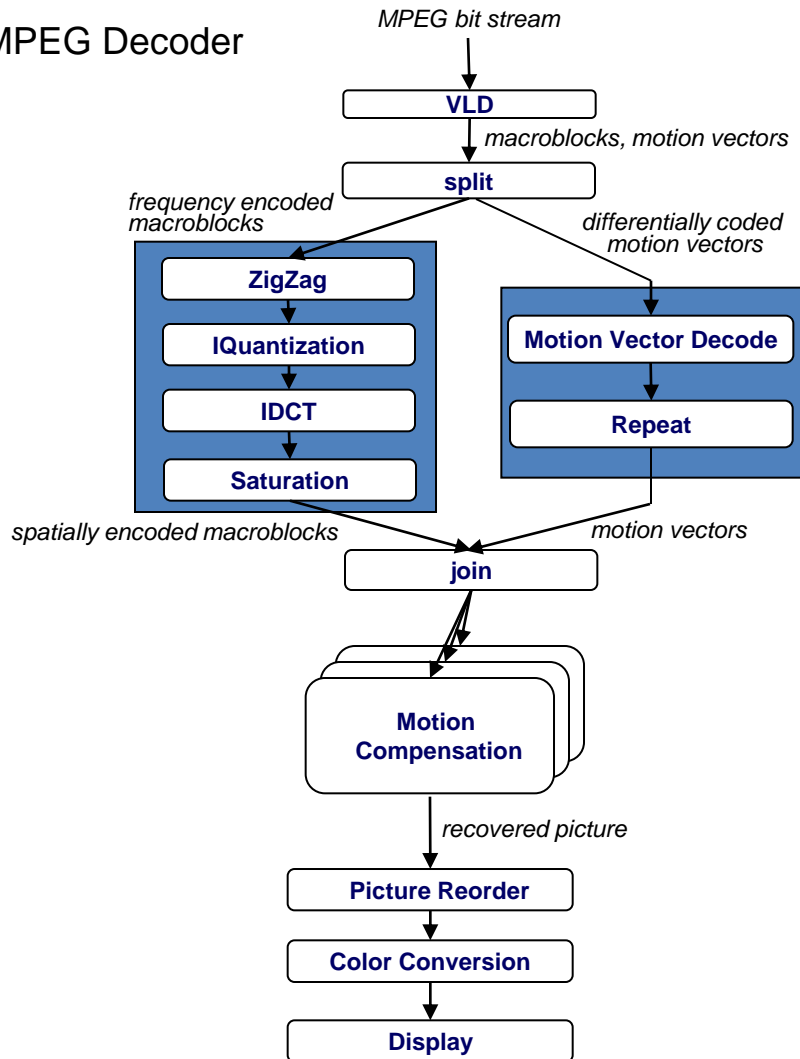 MPEG Decoder
MPEG bit stream
VLD
macroblocks, motion vectors
split
frequency encoded
macroblocks
differentially coded
motion vectors
ZigZag
IQuantization
IDCT
Saturation
Motion Vector Decode
Repeat
spatially encoded macroblocks
motion vectors
join
Motion
Compensation
recovered picture
Picture Reorder
Color Conversion
Display